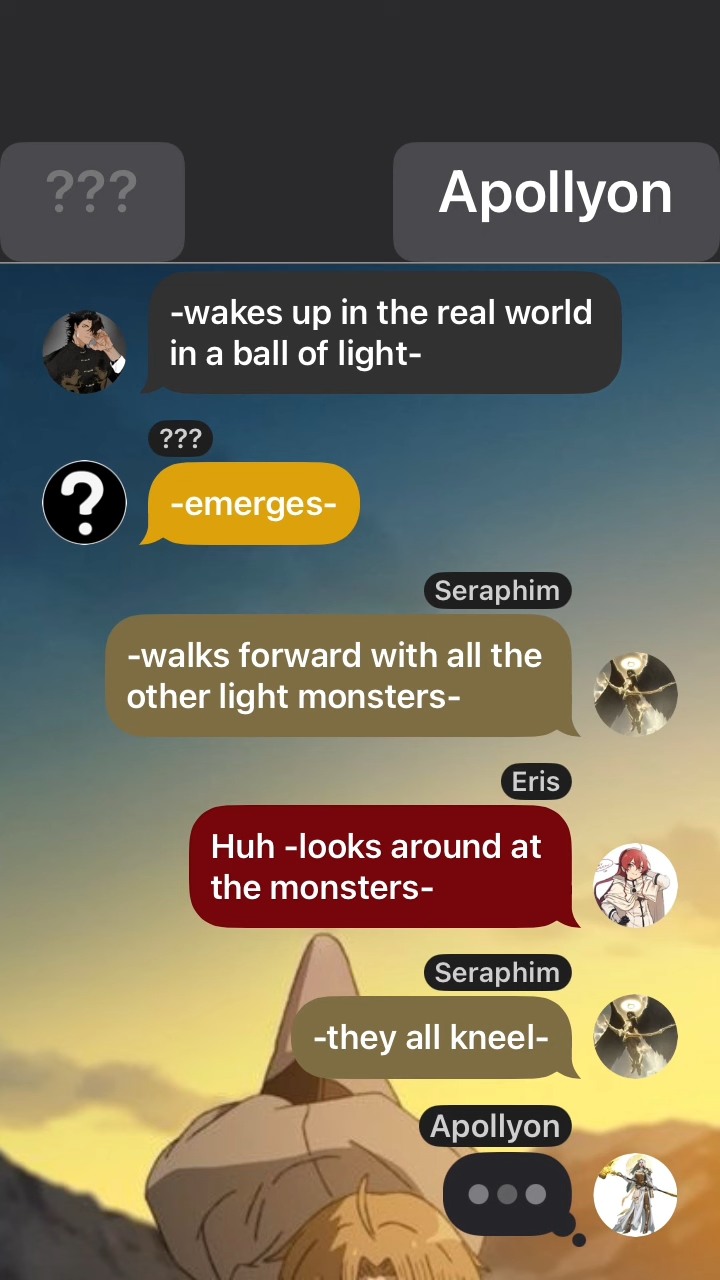 ???
Apollyon
-wakes up in the real world
in a ball of light-
???
?
-emerges-
Seraphim
-walks forward with all the
other light monsters-
Eris
Huh -looks around at
the monsters-
Seraphim
-they all kneel-
Apollyon